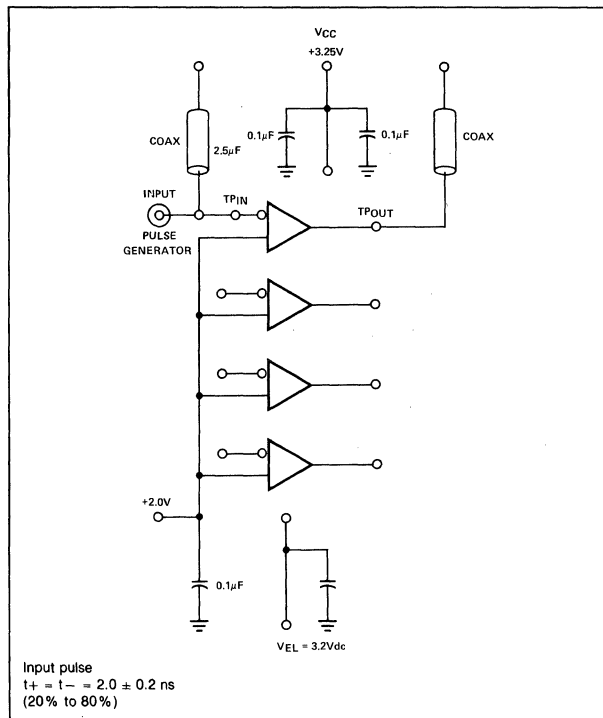 VCC
+3.25V
COAX
2.5µF
0.1µF
0.1µF
COAX
INPUT
TPIN
TPOUT
PULSE
GENERATOR
+2.0V
0.1µF
VEL = 3.2Vdc
Input pulse
t+ = t− = 2.0 ± 0.2 ns
(20% to 80%)